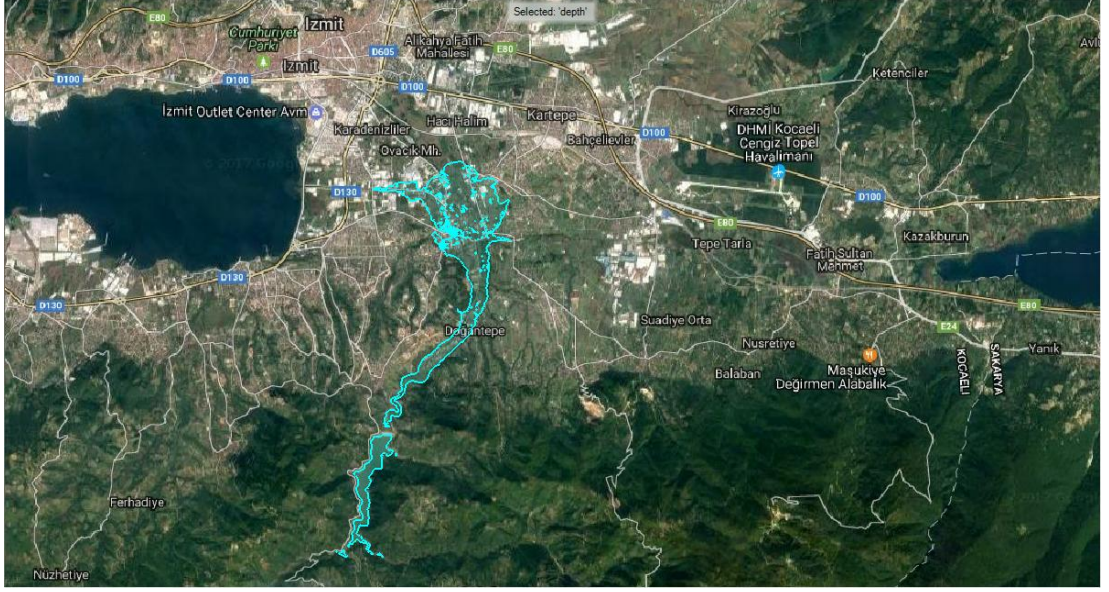 Selected: 'depth'
E80
İzmit
Cumhuriyet
Parkı
D605
Alikahya Fatih
Mahallesi
E80
İzmit
D100
D100
D100
Ketenciler
İzmit Outlet Center Avm
Karadenizliler
Hacı Halim
Kartepe
Kirazoğlu
Bahçelievler
D100
DHMI Kocaeli
Cengiz Topel
Havalimanı
Ovacık Mh.
D130
D100
E80
Tepe Tarla
Kazakburun
Fatih Sultan
Mehmet
D130
D130
E80
Doğantepe
Suadiye Orta
E24
Nusretiye
Yanık
KOCAELİ
SAKARYA
Balaban
Maşukiye
Değirmen Alabalık
Ferhadiye
Nüzhetiye